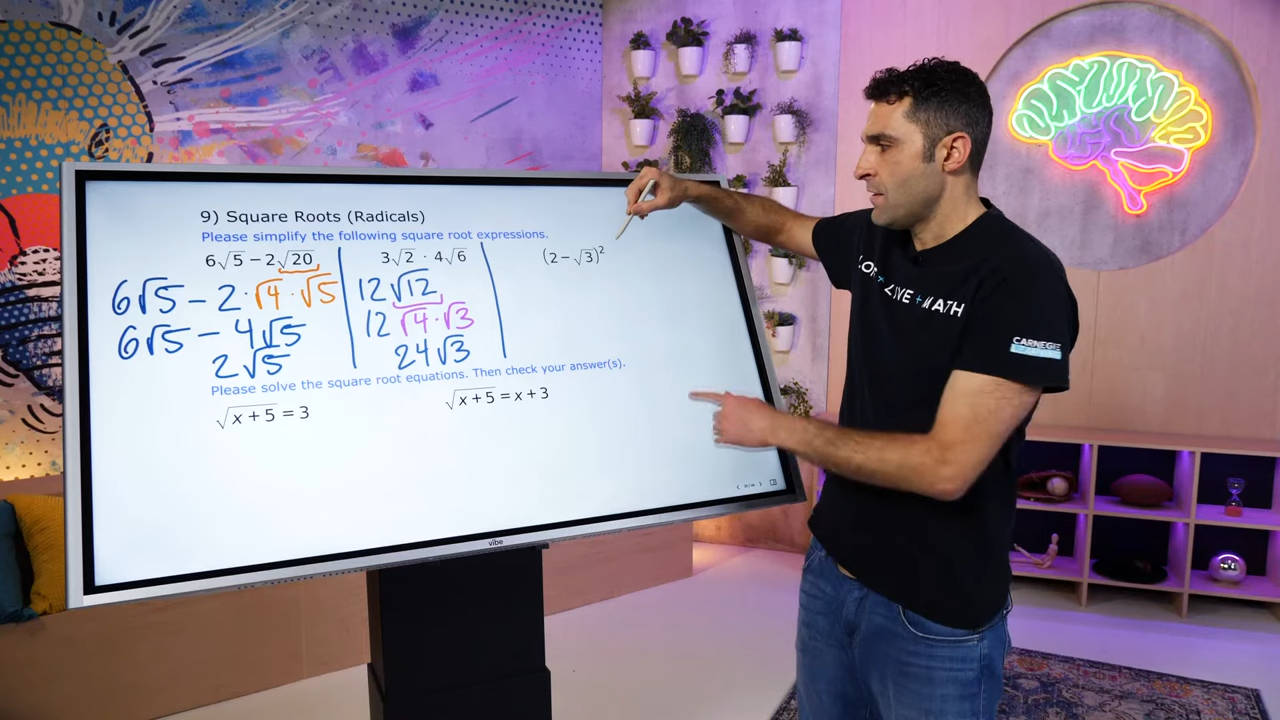 9) Square Roots (Radicals)
Please simplify the following square root expressions.
6√5 − 2√20
3√2 · 4√6
(2−√3)²
6√5 − 2·√4·√5
12√12
6√5 − 4√5
12 √4·√3
2√5
24√3
Please solve the square root equations. Then check your answer(s).
√x+5 = 3
√x+5 = x+3
vibe
MATH
CARNEGIE
LEARNING